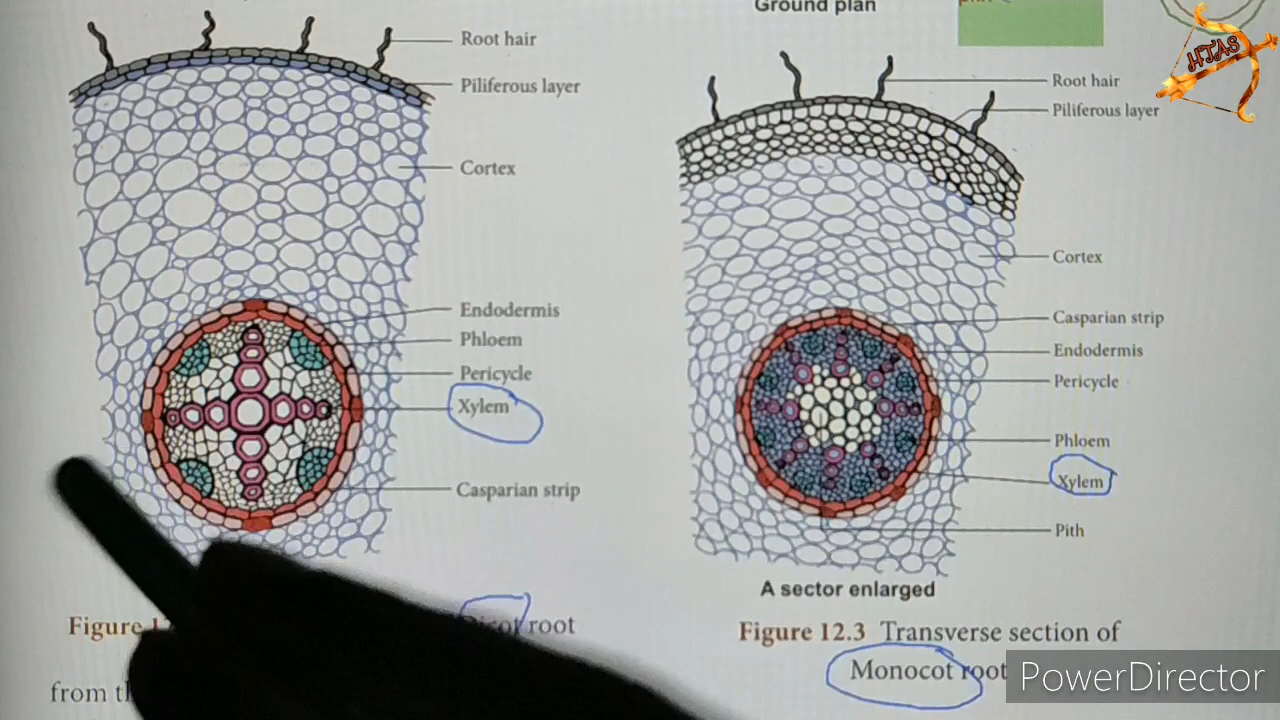 Ground plan
HTAS
Root hair
Piliferous layer
Cortex
Endodermis
Phloem
Pericycle
Xylem
Casparian strip
Figure
root
from
Root hair
Piliferous layer
Cortex
Casparian strip
Endodermis
Pericycle
Phloem
Xylem
Pith
A sector enlarged
Figure 12.3 Transverse section of
Monocot root
PowerDirector